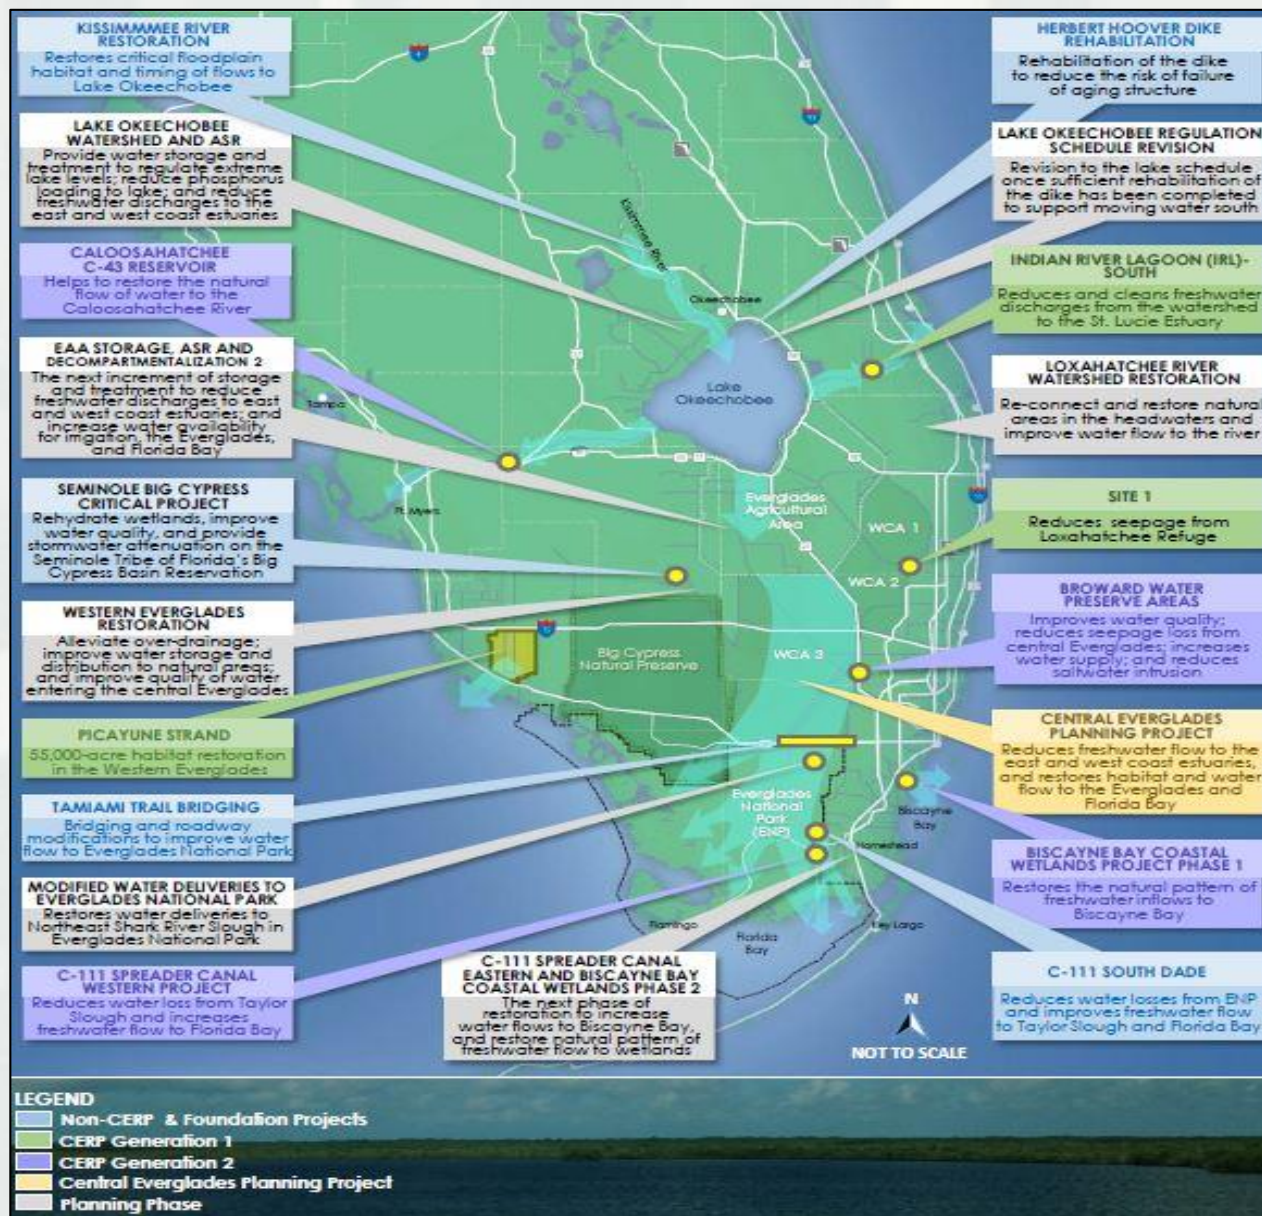 KISSIMMMEE RIVER
RESTORATION
Restores critical floodplain
habitat and timing of flows to
Lake Okeechobee
LAKE OKEECHOBEE
WATERSHED AND ASR
Provide water storage and
treatment to regulate extreme
lake levels; reduce phosphorus
loading to lake; and reduce
freshwater discharges to the
east and west coast estuaries
CALOOSAHATCHEE
C-43 RESERVOIR
Helps to restore the natural
flow of water to the
Caloosahatchee River
EAA STORAGE, ASR AND
DECOMPARTMENTALIZATION 2
The next increment of storage
and treatment to reduce
freshwater discharges to east
and west coast estuaries; and
increase water availability
for irrigation, the Everglades,
and Florida Bay
SEMINOLE BIG CYPRESS
CRITICAL PROJECT
Rehydrate wetlands, improve
water quality, and provide
stormwater attenuation on the
Seminole Tribe of Florida's Big
Cypress Basin Reservation
WESTERN EVERGLADES
RESTORATION
Alleviate over-drainage;
improve water storage and
distribution to natural areas;
and improve quality of water
entering the central Everglades
PICAYUNE STRAND
55,000-acre habitat restoration
in the Western Everglades
TAMIAMI TRAIL BRIDGING
Bridging and roadway
modifications to improve water
flow to Everglades National Park
MODIFIED WATER DELIVERIES TO
EVERGLADES NATIONAL PARK
Restores water deliveries to
Northeast Shark River Slough in
Everglades National Park
C-111 SPREADER CANAL
WESTERN PROJECT
Reduces water loss from Taylor
Slough and increases
freshwater flow to Florida Bay
Kissimmee River
Okeechobee
Lake
Okeechobee
Tampa
Ft. Myers
Everglades
Agricultural
Area
WCA 1
WCA 2
WCA 3
Big Cypress
Natural Preserve
Everglades
National
Park
(ENP)
Biscayne
Bay
Homestead
Flamingo
Florida
Bay
Key Largo
C-111 SPREADER CANAL
EASTERN AND BISCAYNE BAY
COASTAL WETLANDS PHASE 2
The next phase of
restoration to increase
water flows to Biscayne Bay,
and restore natural pattern of
freshwater flow to wetlands
HERBERT HOOVER DIKE
REHABILITATION
Rehabilitation of the dike
to reduce the risk of failure
of aging structure
LAKE OKEECHOBEE REGULATION
SCHEDULE REVISION
Revision to the lake schedule
once sufficient rehabilitation of
the dike has been completed
to support moving water south
INDIAN RIVER LAGOON (IRL)-
SOUTH
Reduces and cleans freshwater
discharges from the watershed
to the St. Lucie Estuary
LOXAHATCHEE RIVER
WATERSHED RESTORATION
Re-connect and restore natural
areas in the headwaters and
improve water flow to the river
SITE 1
Reduces seepage from
Loxahatchee Refuge
BROWARD WATER
PRESERVE AREAS
Improves water quality;
reduces seepage loss from
central Everglades; increases
water supply; and reduces
saltwater intrusion
CENTRAL EVERGLADES
PLANNING PROJECT
Reduces freshwater flow to the
east and west coast estuaries,
and restores habitat and water
flow to the Everglades and
Florida Bay
BISCAYNE BAY COASTAL
WETLANDS PROJECT PHASE 1
Restores the natural pattern of
freshwater inflows to
Biscayne Bay
C-111 SOUTH DADE
Reduces water losses from ENP
and improves freshwater flow
to Taylor Slough and Florida Bay
N
NOT TO SCALE
LEGEND
Non-CERP & Foundation Projects
CERP Generation 1
CERP Generation 2
Central Everglades Planning Project
Planning Phase